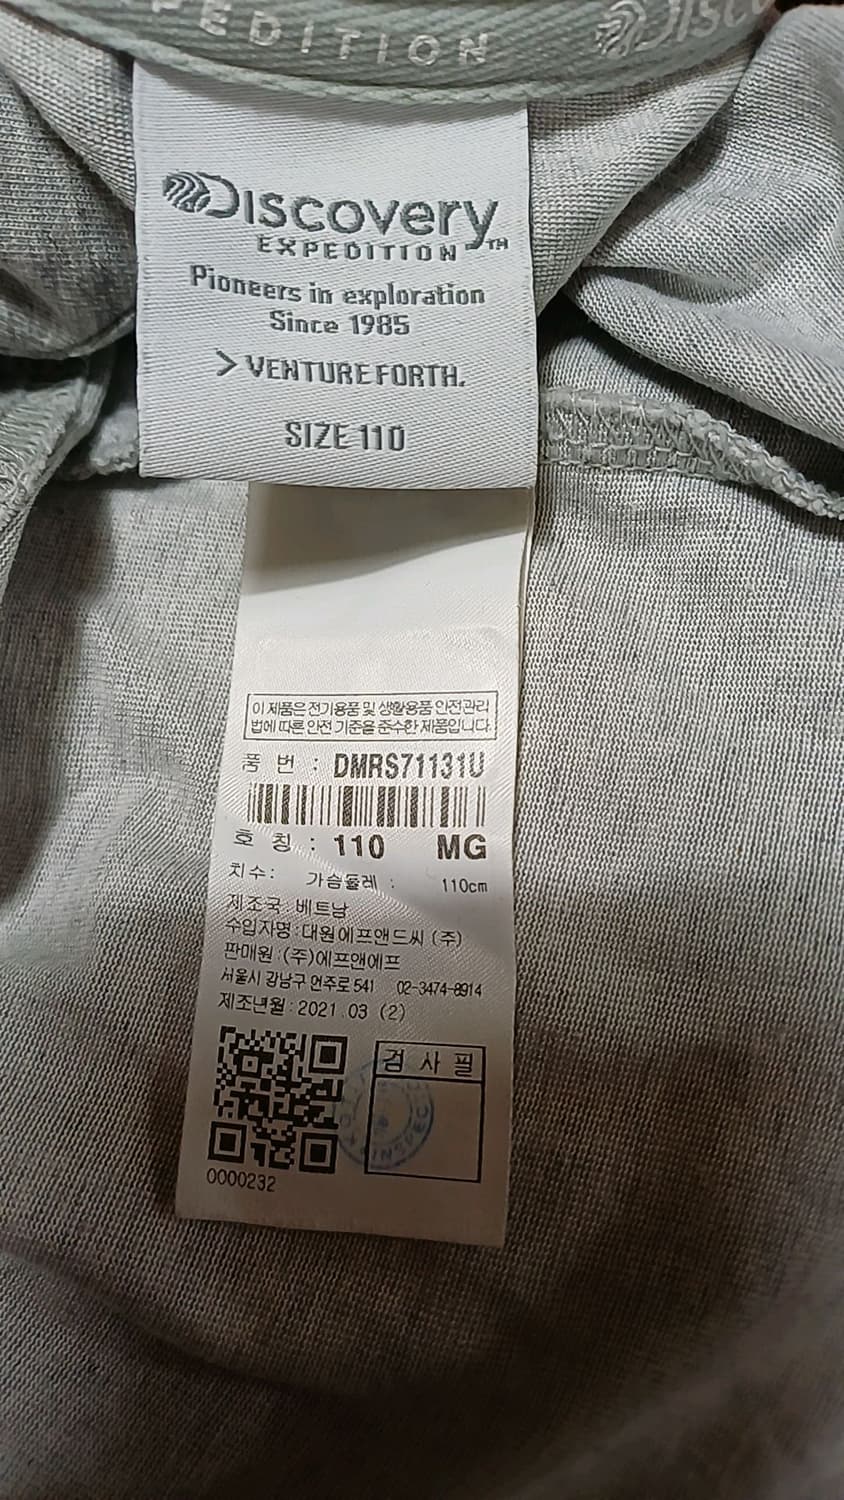 PEDITION
DISCOV
DISCOVERY
EXPEDITION TM
Pioneers in exploration
Since 1985
> VENTURE FORTH.
SIZE 110
이 제품은 전기용품 및 생활용품 안전관리
법에 따른 안전 기준을 준수한 제품입니다.
품 번 : DMRS71131U
호 칭 : 110 MG
치수: 가슴둘레 : 110cm
제조국: 베트남
수입자명:대원에프앤드씨 (주)
판매원:(주)에프앤에프
서울시 강남구 언주로 541 02-3474-8914
제조년월:2021.03 (2)
검 사 필
INSPEC
0000232